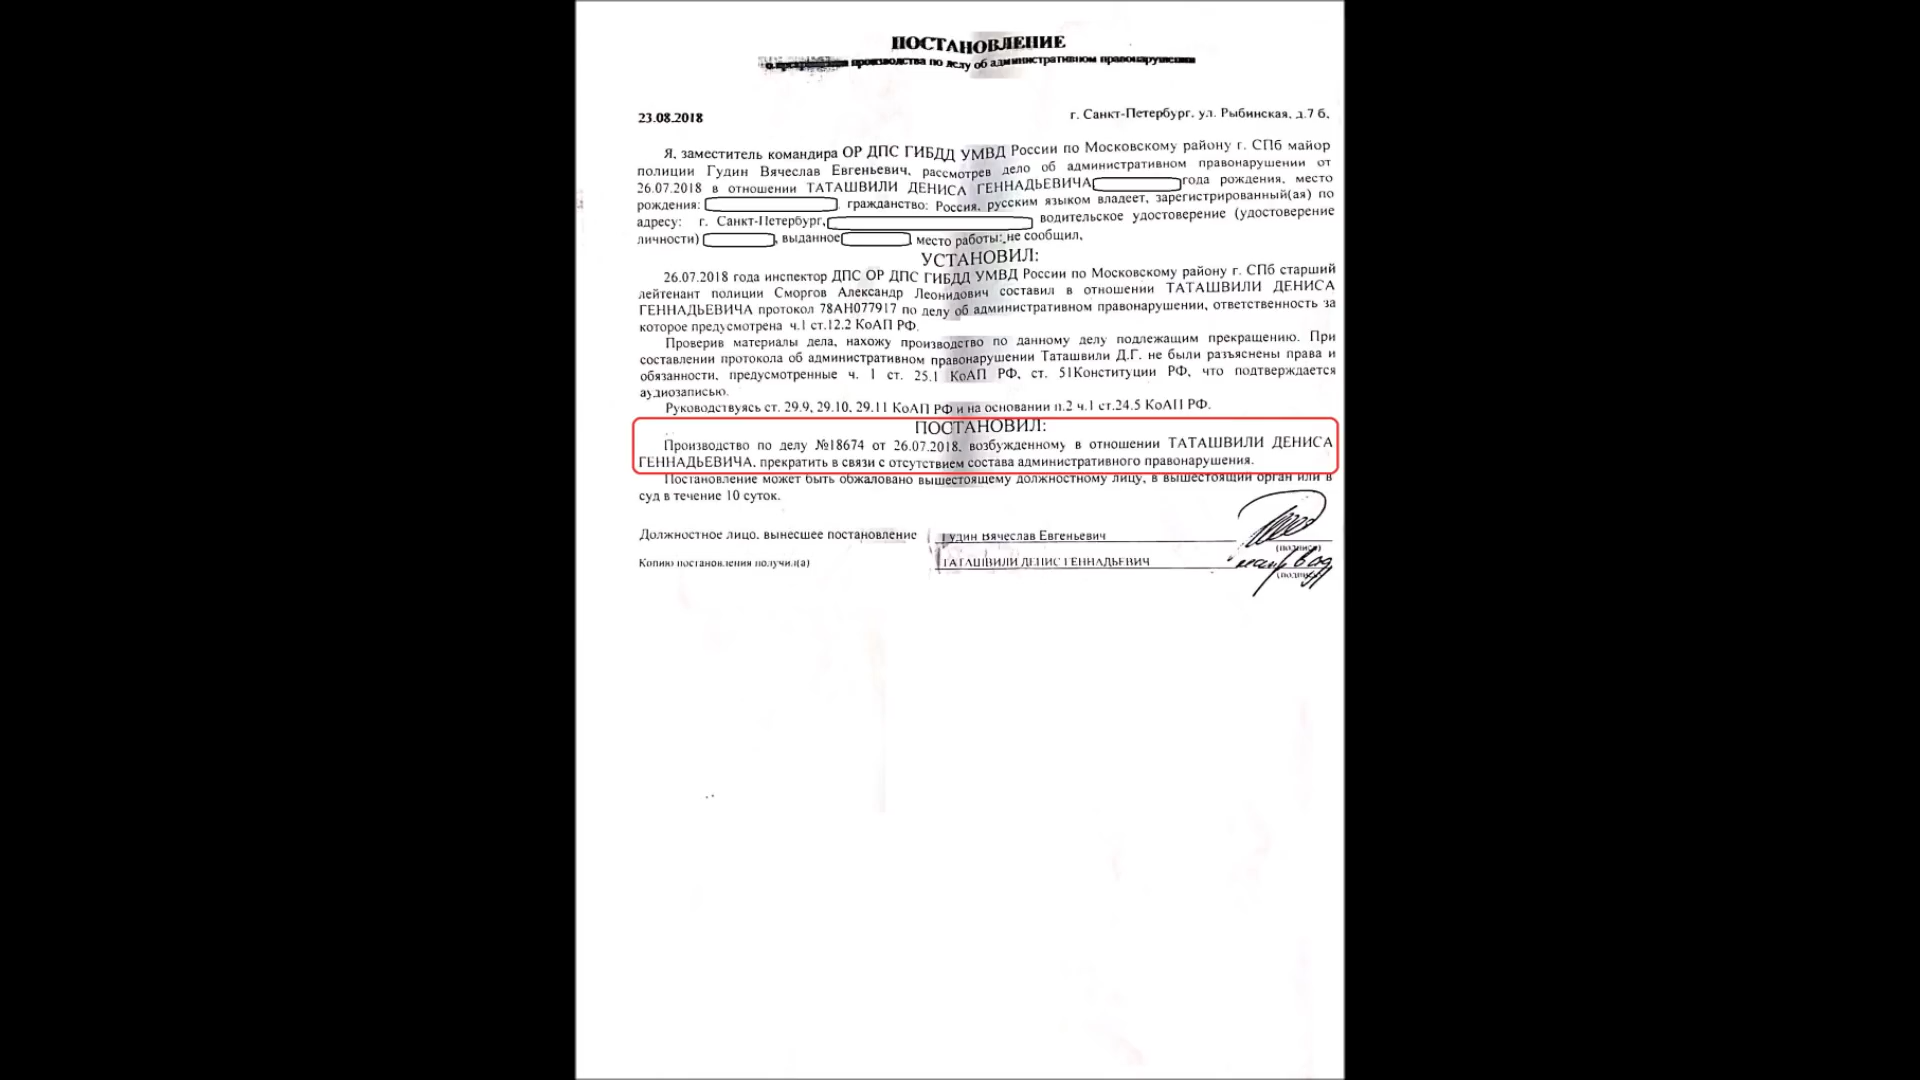 ПОСТАНОВЛЕНИЕ
о прекращении производства по делу об административном правонарушении
23.08.2018
г. Санкт-Петербург, ул. Рыбинская, д.7 б,
Я, заместитель командира ОР ДПС ГИБДД УМВД России по Московскому району г. СПб майор
полиции Гудин Вячеслав Евгеньевич, рассмотрев дело об административном правонарушении от
26.07.2018 в отношении ТАТАШВИЛИ ДЕНИСА ГЕННАДЬЕВИЧА года рождения, место
рождения: , гражданство: Россия, русским языком владеет, зарегистрированный(ая) по
адресу: г. Санкт-Петербург, водительское удостоверение (удостоверение
личности) , выданное , место работы: не сообщил,
УСТАНОВИЛ:
26.07.2018 года инспектор ДПС ОР ДПС ГИБДД УМВД России по Московскому району г. СПб старший
лейтенант полиции Сморгов Александр Леонидович составил в отношении ТАТАШВИЛИ ДЕНИСА
ГЕННАДЬЕВИЧА протокол 78АН077917 по делу об административном правонарушении, ответственность за
которое предусмотрена ч.1 ст.12.2 КоАП РФ.
Проверив материалы дела, нахожу производство по данному делу подлежащим прекращению. При
составлении протокола об административном правонарушении Таташвили Д.Г. не были разъяснены права и
обязанности, предусмотренные ч. 1 ст. 25.1 КоАП РФ, ст. 51Конституции РФ, что подтверждается
аудиозаписью.
Руководствуясь ст. 29.9, 29.10, 29.11 КоАП РФ и на основании п.2 ч.1 ст.24.5 КоАП РФ.
ПОСТАНОВИЛ:
Производство по делу №18674 от 26.07.2018, возбужденному в отношении ТАТАШВИЛИ ДЕНИСА
ГЕННАДЬЕВИЧА, прекратить в связи с отсутствием состава административного правонарушения.
Постановление может быть обжаловано вышестоящему должностному лицу, в вышестоящий орган или в
суд в течение 10 суток.
Должностное лицо, вынесшее постановление Гудин Вячеслав Евгеньевич
(подпись)
Копию постановления получил(а) ТАТАШВИЛИ ДЕНИС ГЕННАДЬЕВИЧ
(подпись)